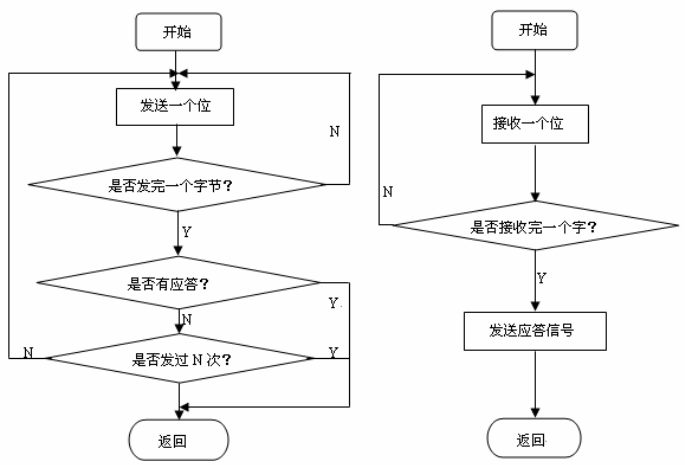 开始
发送一个位
N
是否发完一个字节？
Y
是否有应答？
Y
N
是否发过N次？
N
Y
返回
开始
接收一个位
N
是否接收完一个字？
Y
发送应答信号
返回